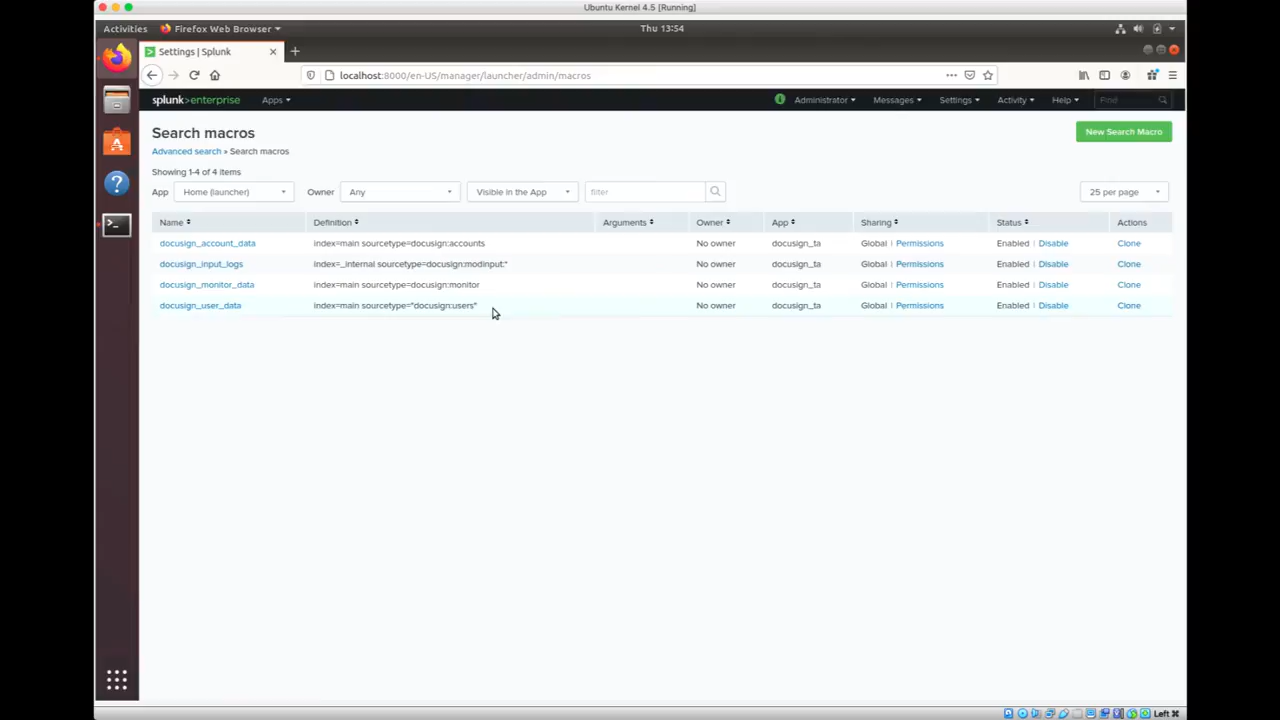 Ubuntu Kernel 4.5 [Running]
Activities Firefox Web Browser Thu 13:54
Settings | Splunk
localhost:8000/en-US/manager/launcher/admin/macros
splunk>enterprise Apps Administrator Messages Settings Activity Help Find
Search macros New Search Macro
Advanced search » Search macros
Showing 1-4 of 4 items
App Home (launcher) Owner Any Visible in the App filter 25 per page
Name Definition Arguments Owner App Sharing Status Actions
docusign_account_data index=main sourcetype=docusign:accounts No owner docusign_ta Global | Permissions Enabled | Disable Clone
docusign_input_logs index=_internal sourcetype=docusign:modinput:* No owner docusign_ta Global | Permissions Enabled | Disable Clone
docusign_monitor_data index=main sourcetype=docusign:monitor No owner docusign_ta Global | Permissions Enabled | Disable Clone
docusign_user_data index=main sourcetype="docusign:users" No owner docusign_ta Global | Permissions Enabled | Disable Clone
Left ⌘